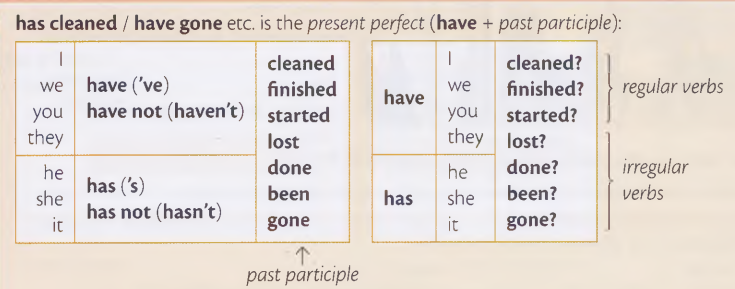 has cleaned / have gone etc. is the present perfect (have + past participle):
I
we
you
they
have ('ve)
have not (haven't)
he
she
it
has ('s)
has not (hasn't)
cleaned
finished
started
lost
done
been
gone
past participle
have
I
we
you
they
has
he
she
it
cleaned?
finished?
started?
lost?
done?
been?
gone?
regular verbs
irregular
verbs